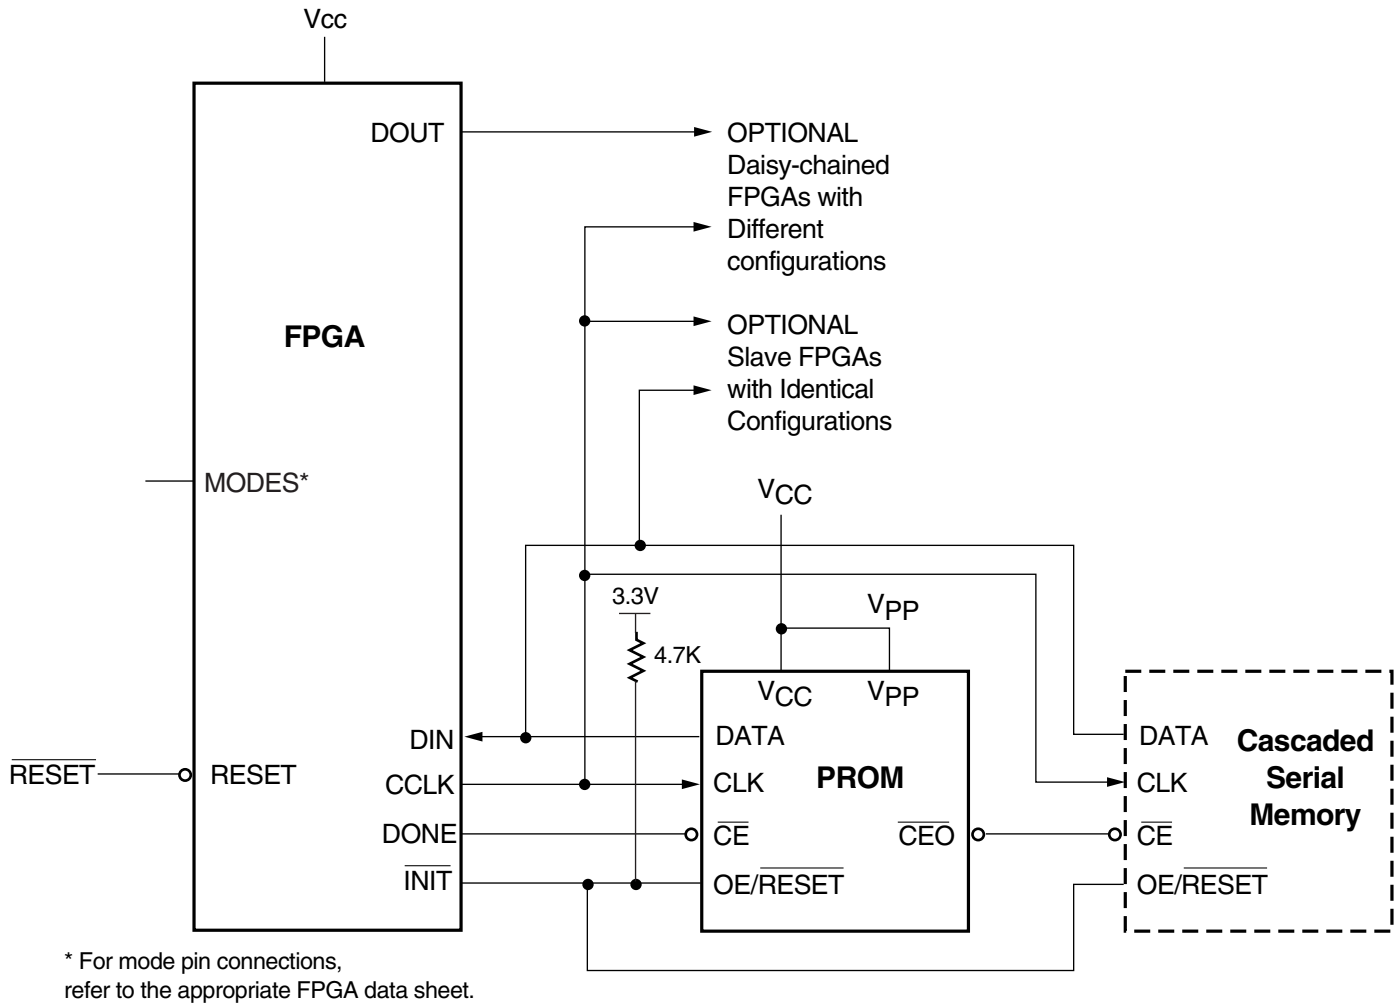 Vcc
DOUT
OPTIONAL
Daisy-chained
FPGAs with
Different
configurations
FPGA
OPTIONAL
Slave FPGAs
with Identical
Configurations
MODES*
VCC
3.3V
VPP
4.7K
VCC VPP
DIN
DATA
DATA
Cascaded
Serial
Memory
RESET
RESET
CCLK
CLK
PROM
CLK
DONE
CE
CEO
CE
INIT
OE/RESET
OE/RESET
* For mode pin connections,
refer to the appropriate FPGA data sheet.